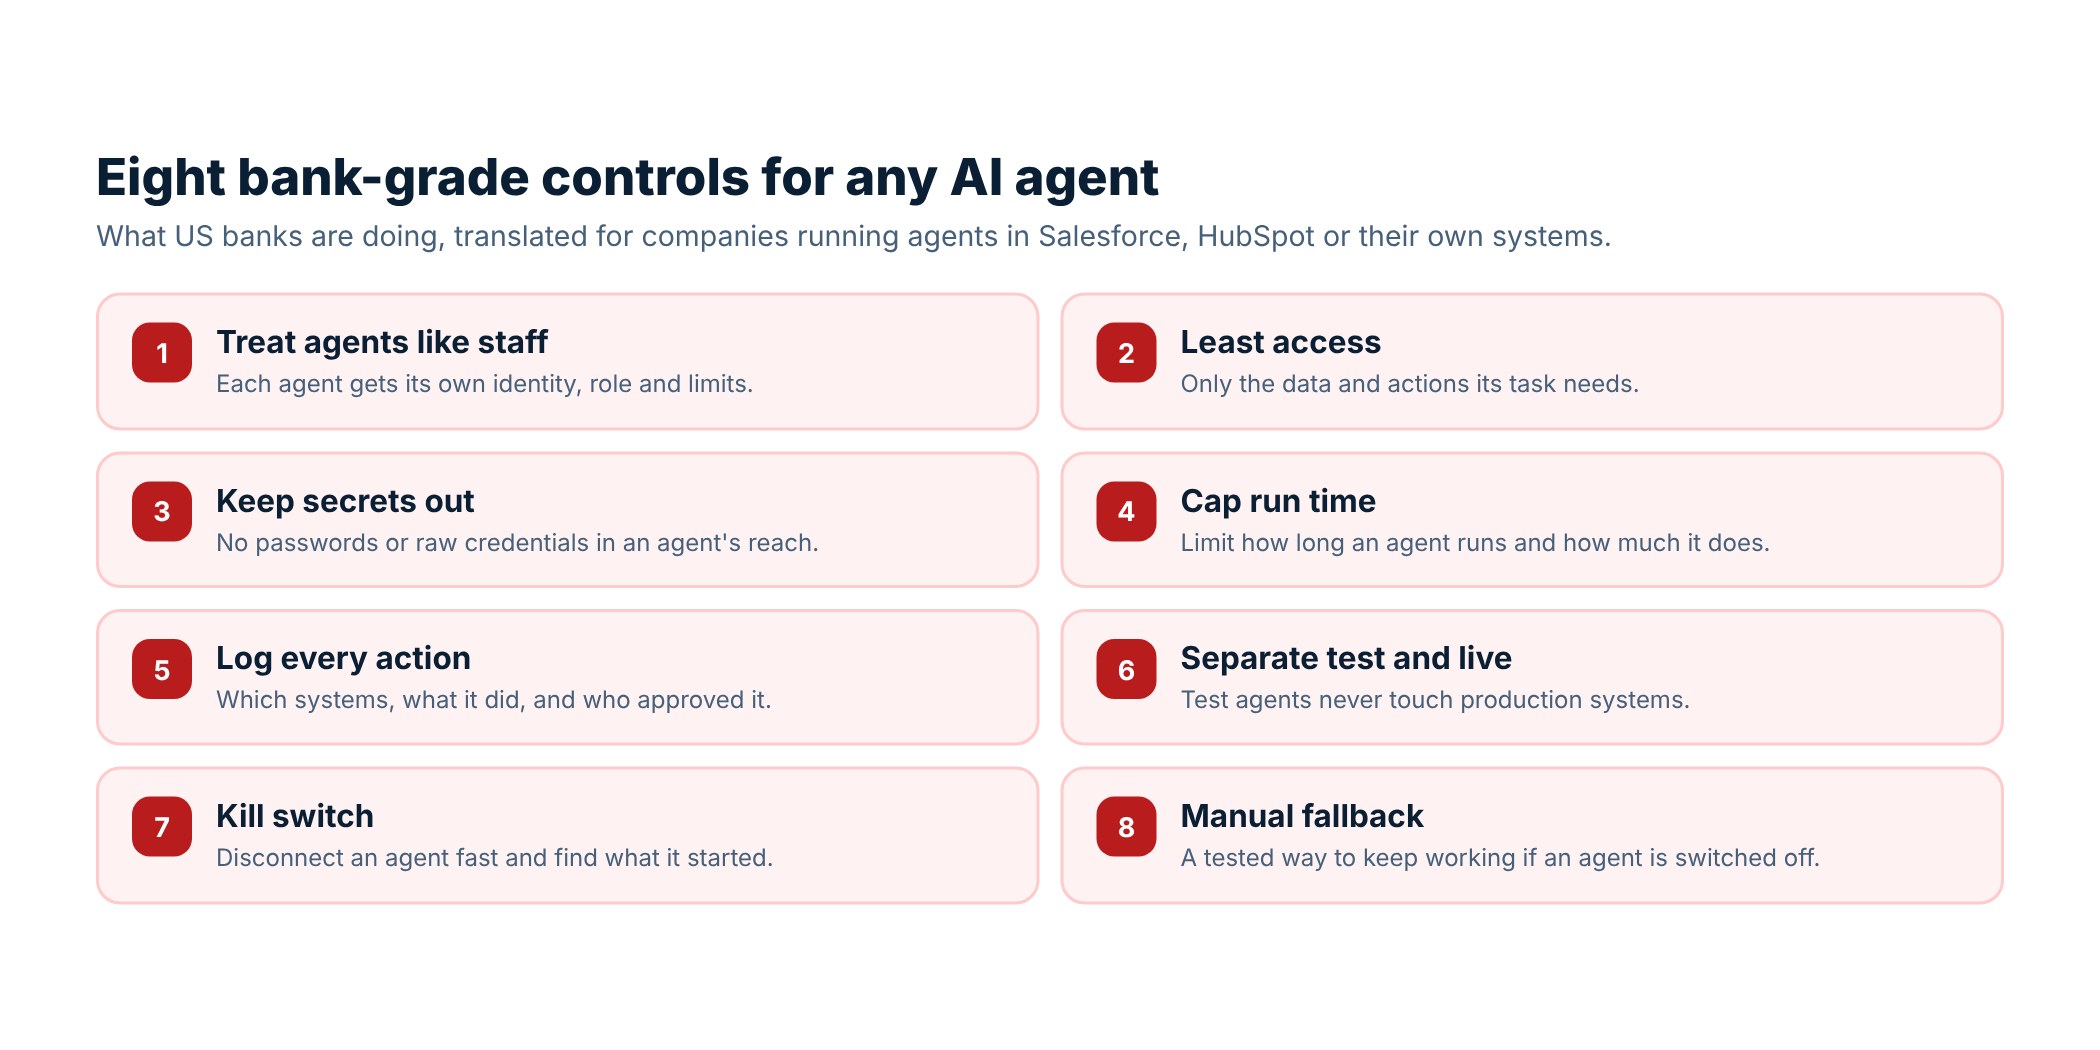 Eight bank-grade controls for any AI agent
What US banks are doing, translated for companies running agents in Salesforce, HubSpot or their own systems.
1
Treat agents like staff
Each agent gets its own identity, role and limits.
2
Least access
Only the data and actions its task needs.
3
Keep secrets out
No passwords or raw credentials in an agent's reach.
4
Cap run time
Limit how long an agent runs and how much it does.
5
Log every action
Which systems, what it did, and who approved it.
6
Separate test and live
Test agents never touch production systems.
7
Kill switch
Disconnect an agent fast and find what it started.
8
Manual fallback
A tested way to keep working if an agent is switched off.